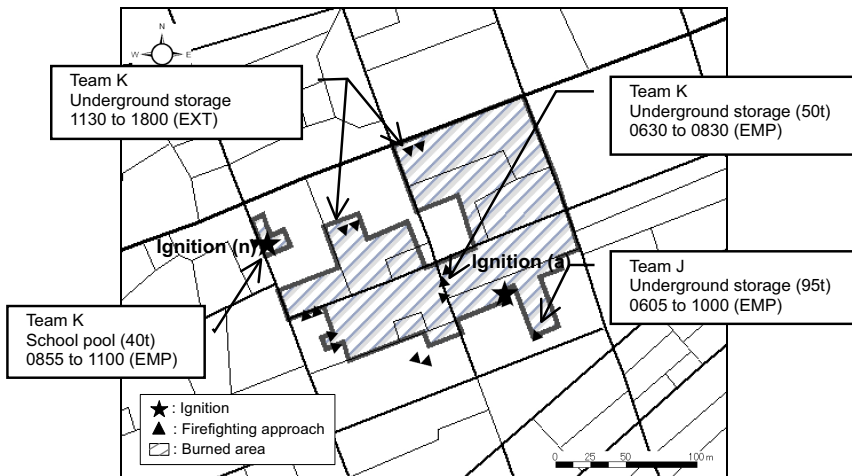 N
W E
Team K
Underground storage
1130 to 1800 (EXT)
Team K
Underground storage (50t)
0630 to 0830 (EMP)
Ignition (n)
Ignition (a)
Team J
Underground storage (95t)
0605 to 1000 (EMP)
Team K
School pool (40t)
0855 to 1100 (EMP)
: Ignition
: Firefighting approach
: Burned area
0 25 50 100 m